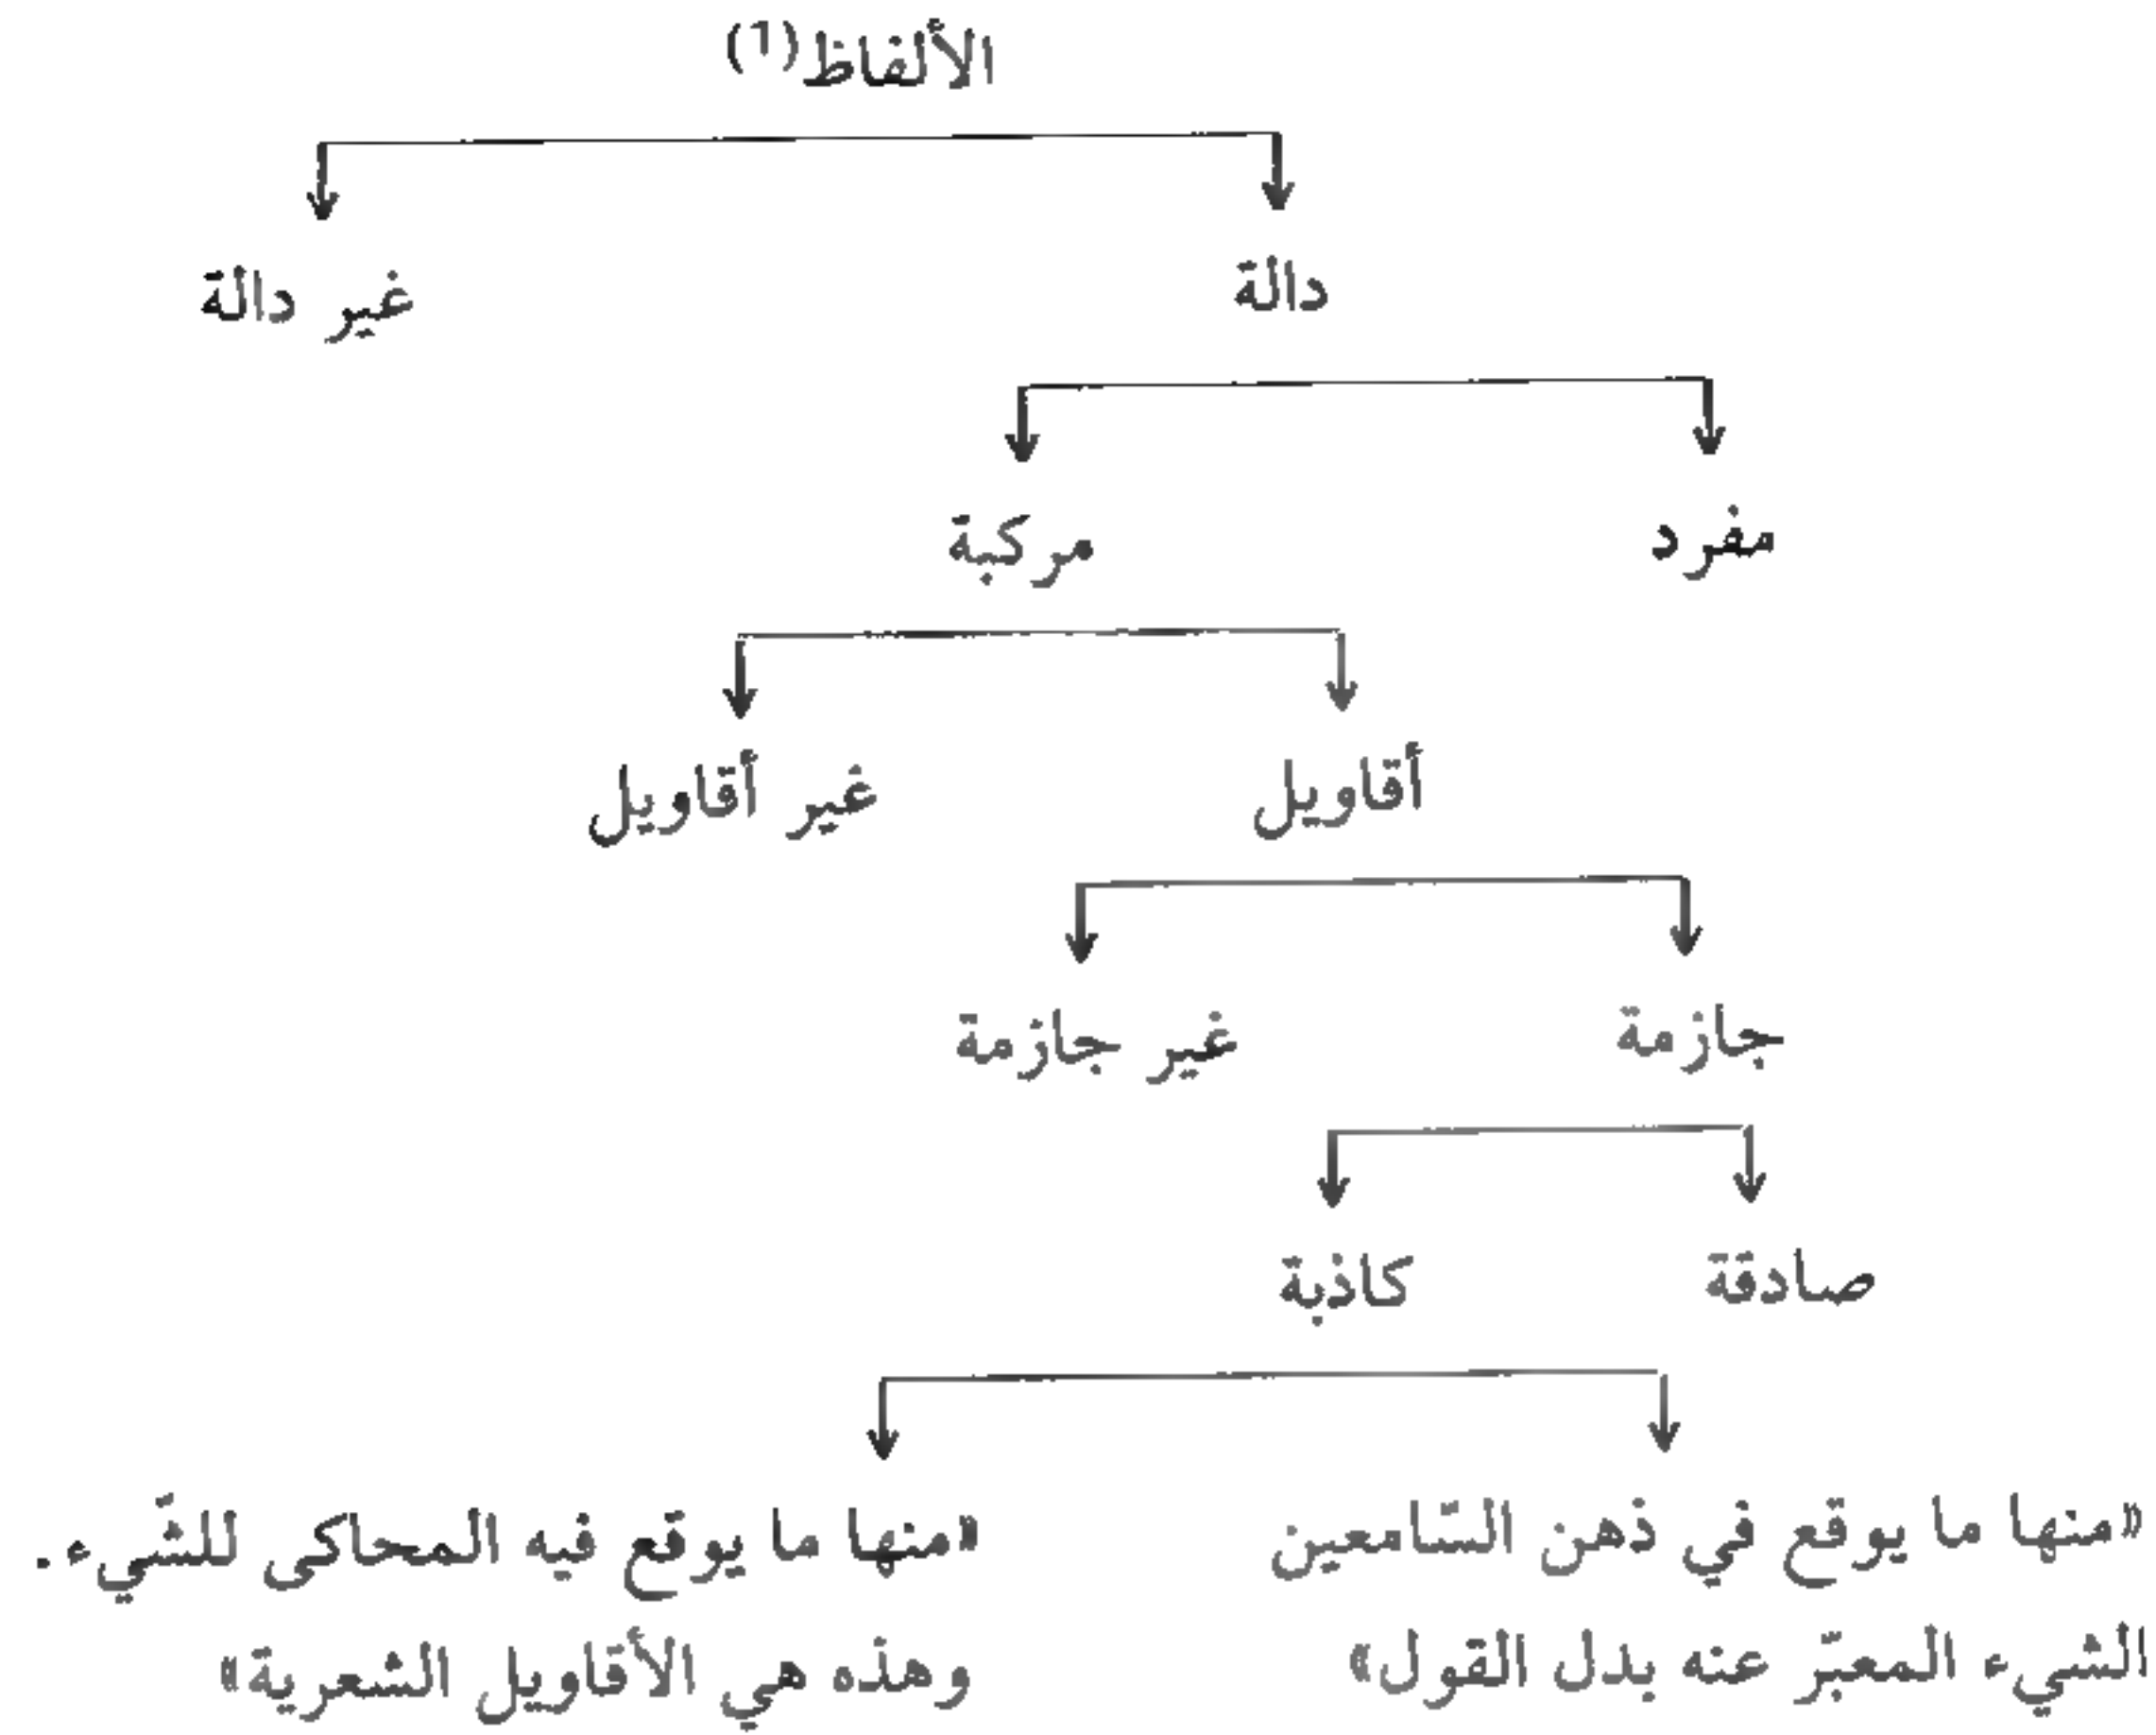 الألفاظ(٦)
دالة
غير دالة
مفرد
مركبة
أقاويل
غير أقاويل
جازمة
غير جازمة
صادقة
كاذبة
«منها ما يوقع في ذهن السّامعين
الشيء المعبّر عنه بدل القول»
«منها ما يوقع فيه المحاكى للشّيء .
وهذه هي الأقاويل الشعرية»